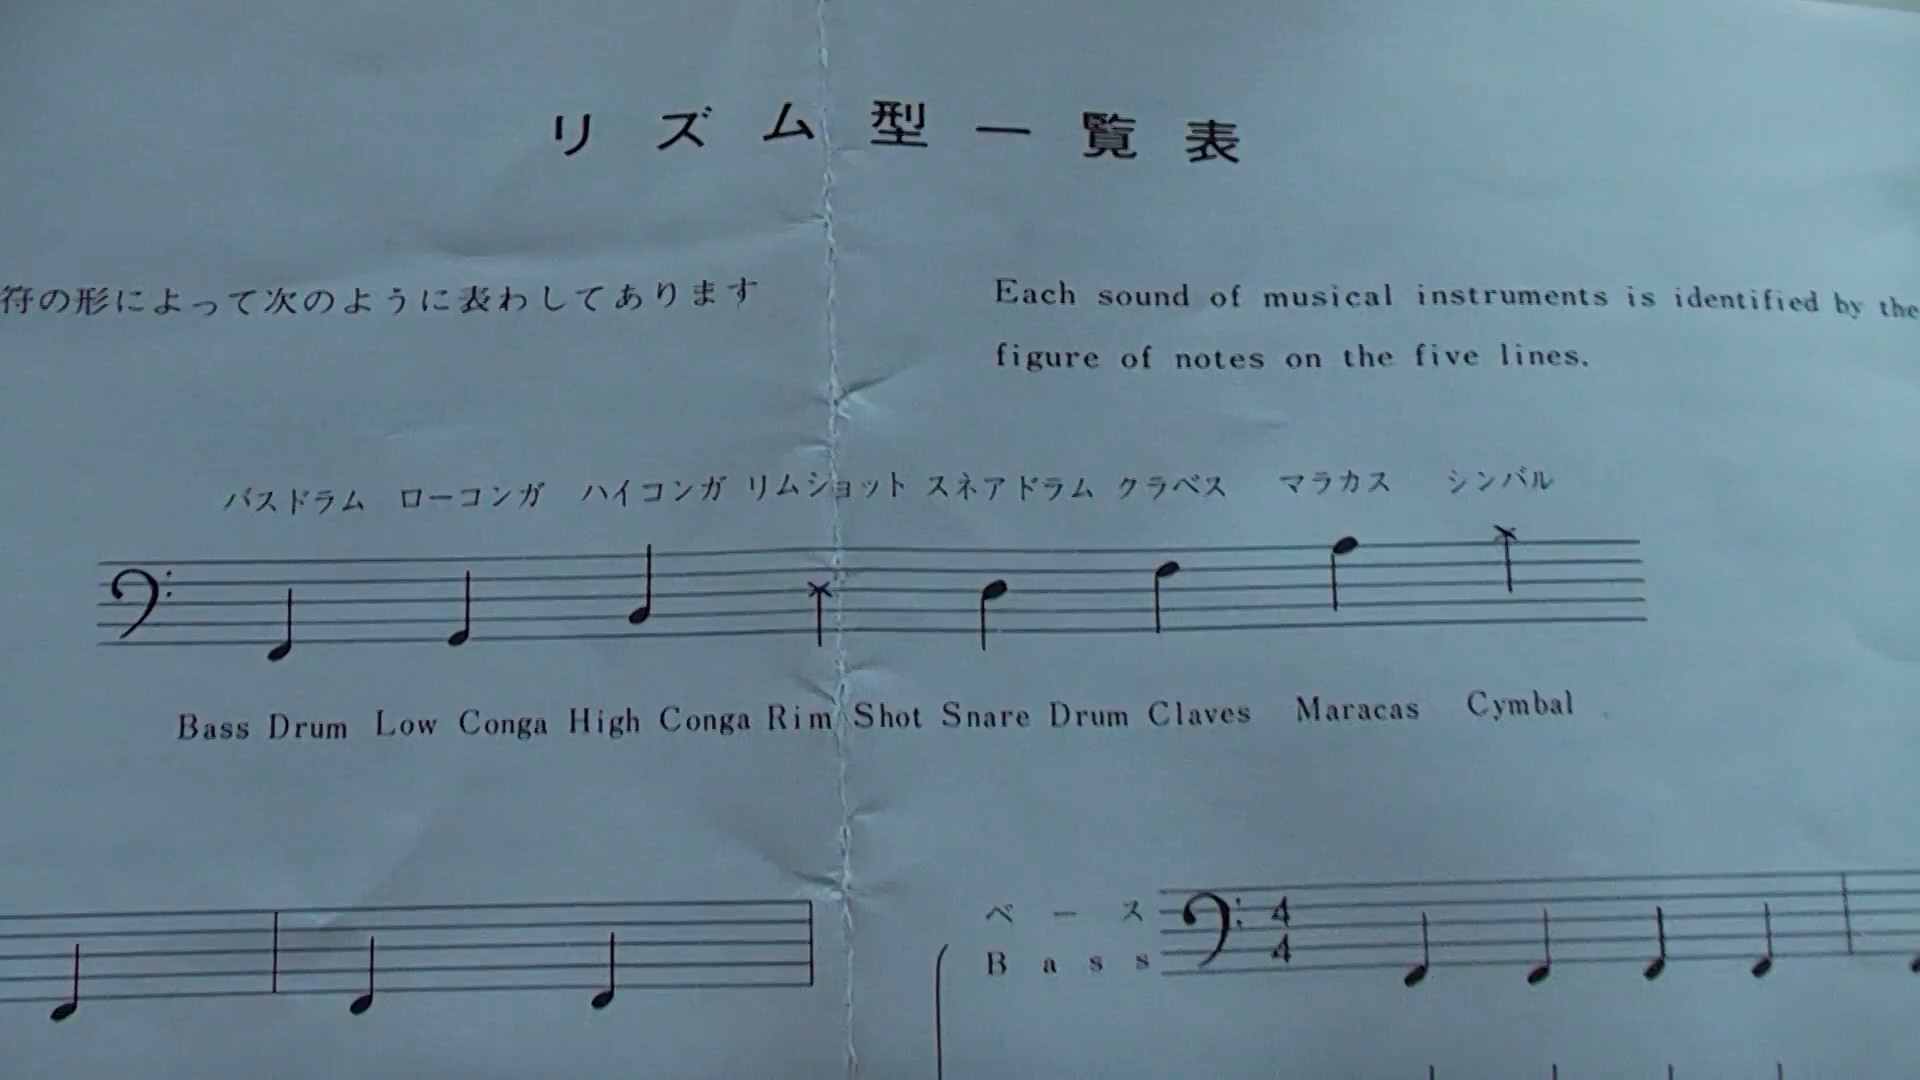 リズム型一覧表
符の形によって次のように表わしてあります
Each sound of musical instruments is identified by the
figure of notes on the five lines.
バスドラム ローコンガ ハイコンガ リムショット スネアドラム クラベス マラカス シンバル
Bass Drum Low Conga High Conga Rim Shot Snare Drum Claves Maracas Cymbal
ベース
Bass
4
4